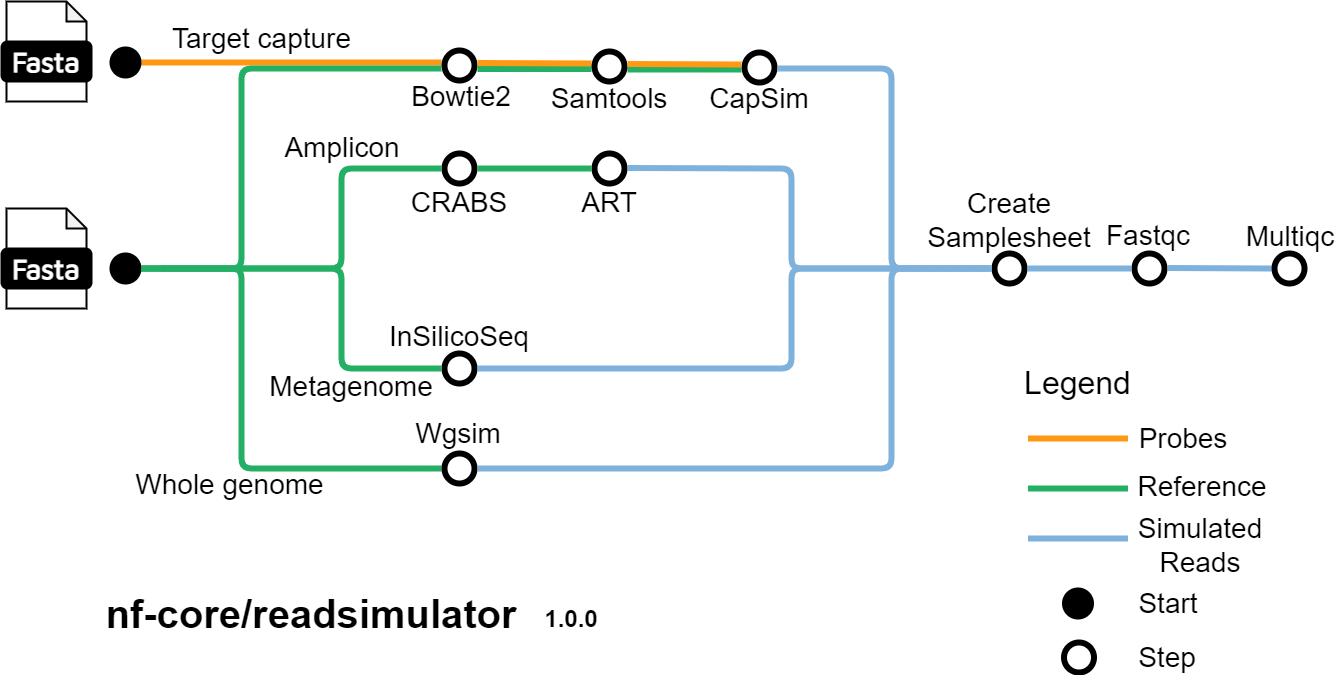 Fasta
Target capture
Bowtie2
Samtools
CapSim
Amplicon
CRABS
ART
Fasta
Create
Samplesheet
Fastqc
Multiqc
InSilicoSeq
Metagenome
Wgsim
Whole genome
Legend
Probes
Reference
Simulated
Reads
Start
Step
nf-core/readsimulator 1.0.0